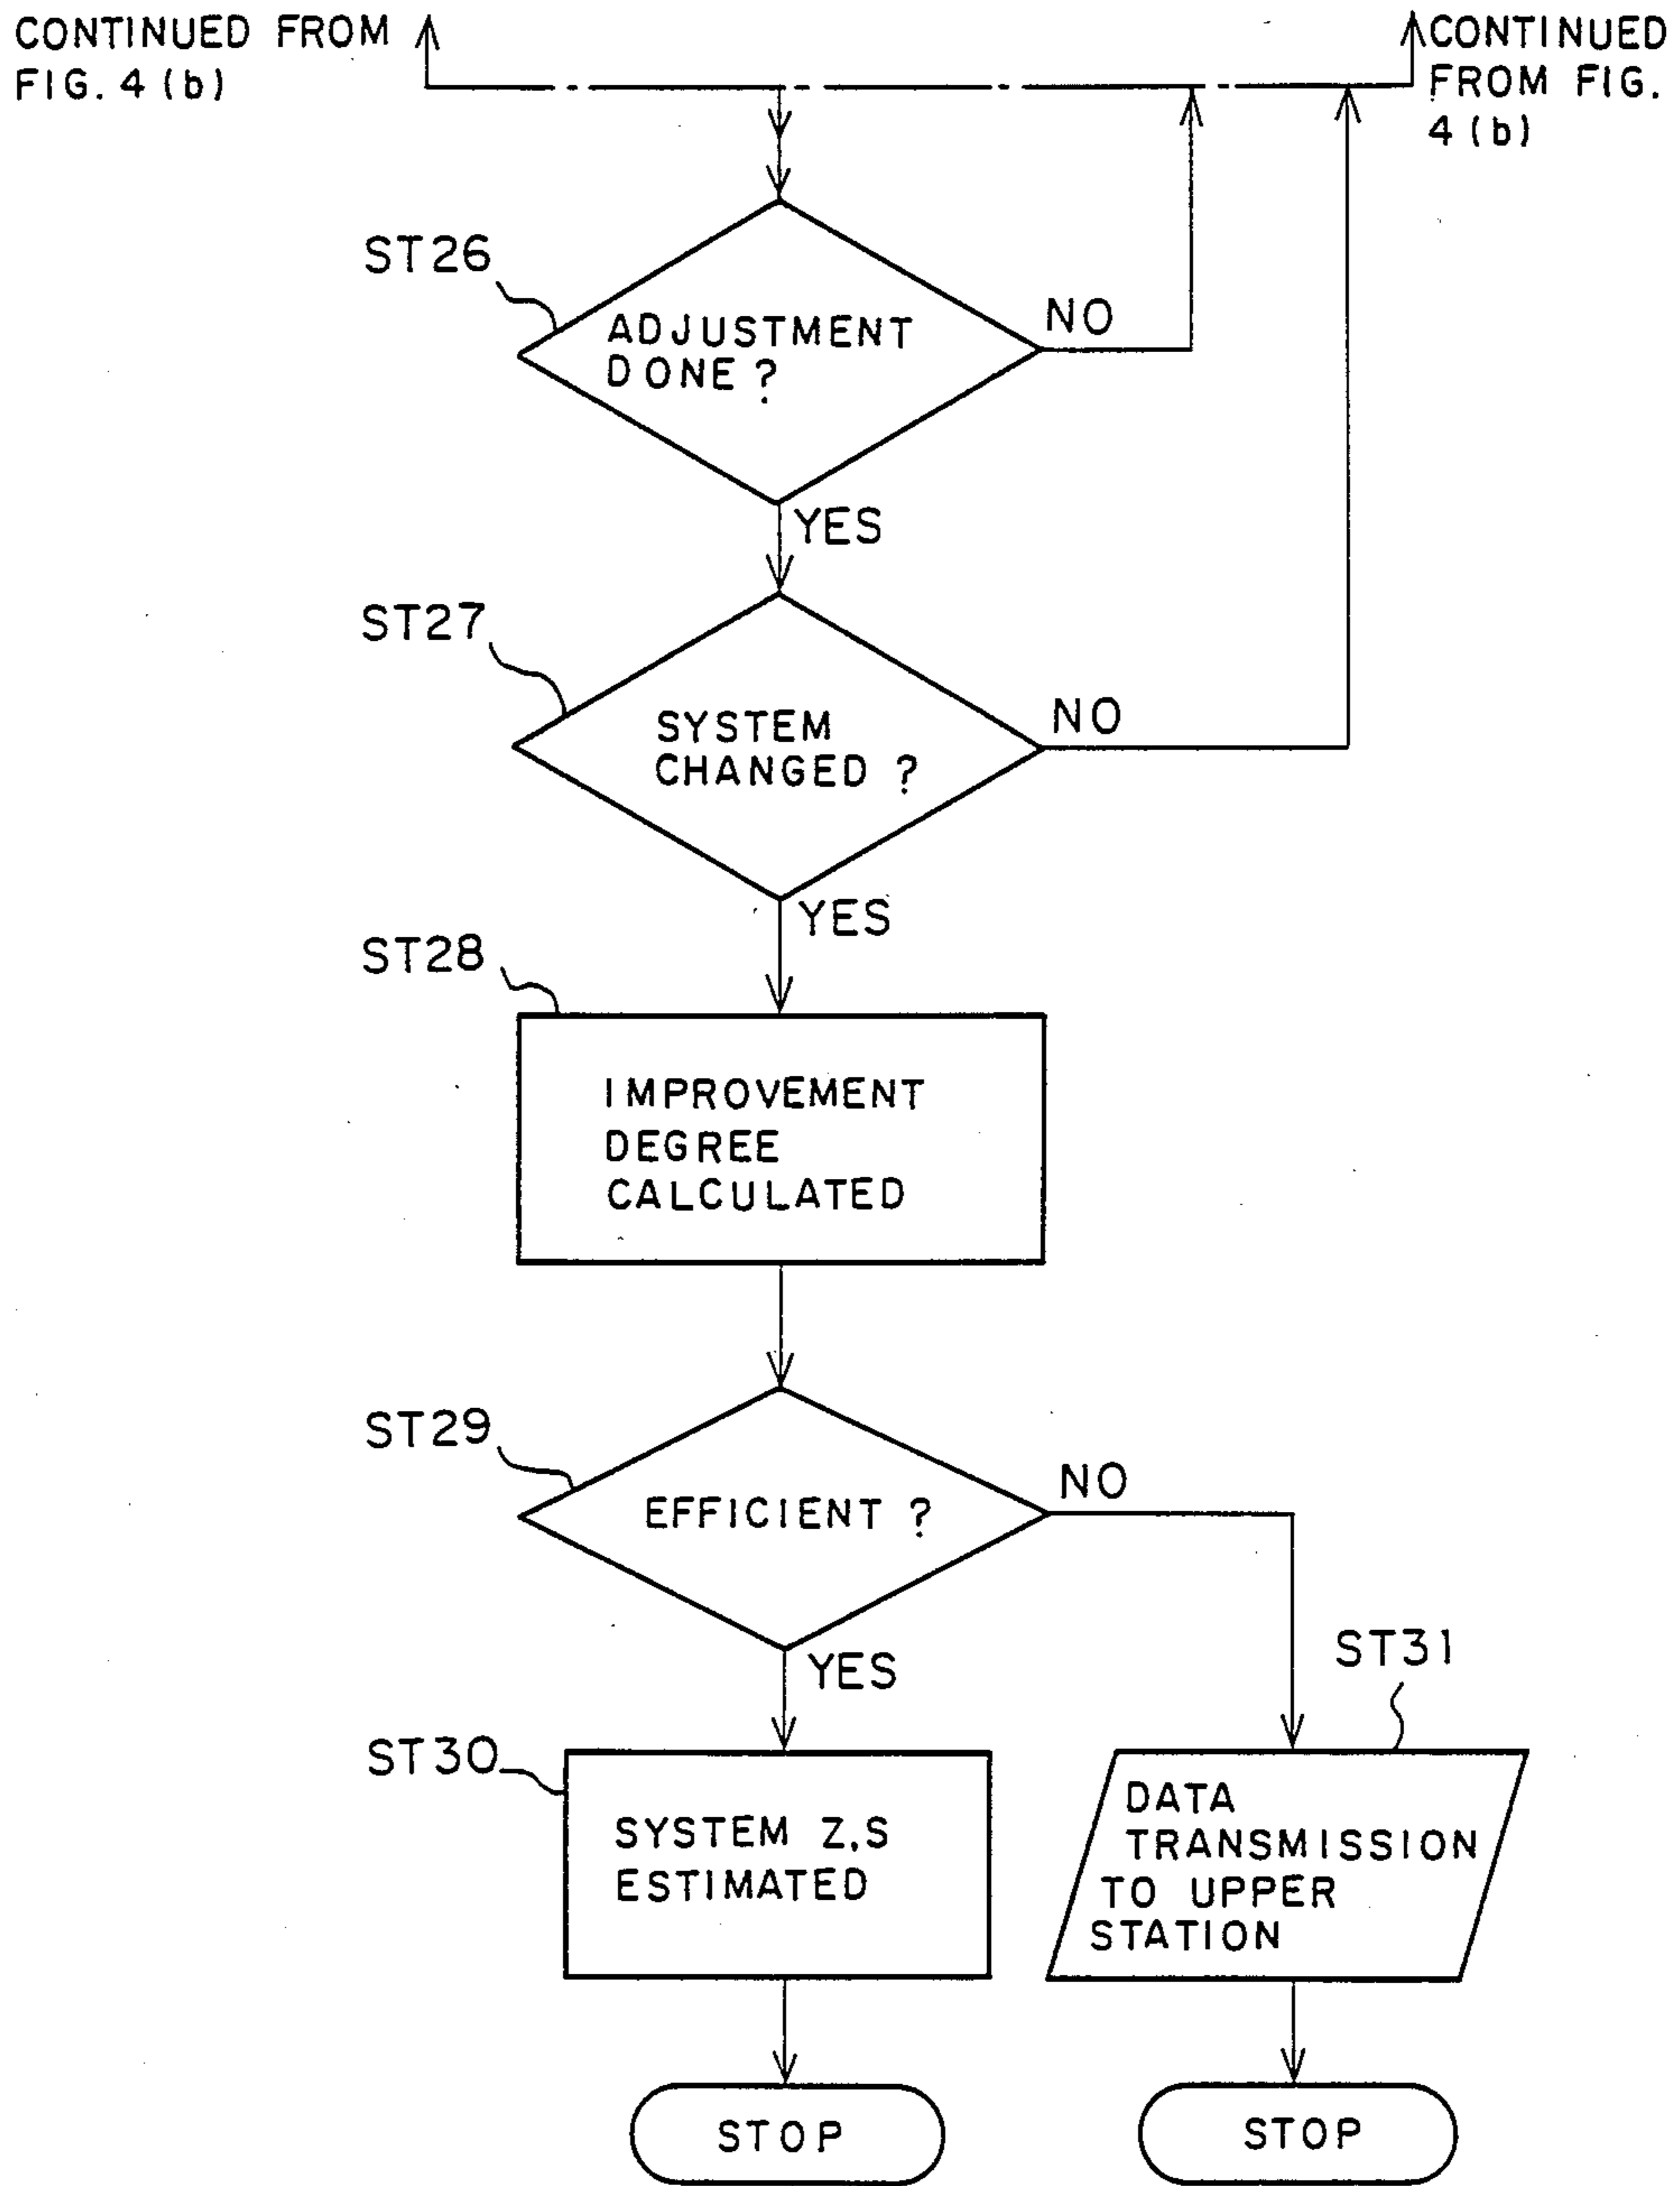 CONTINUED FROM
FIG. 4 (b)
CONTINUED
FROM FIG.
4 (b)
ST26
ADJUSTMENT
DONE ?
NO
YES
ST27
SYSTEM
CHANGED ?
NO
YES
ST28
IMPROVEMENT
DEGREE
CALCULATED
ST29
EFFICIENT ?
NO
YES
ST31
ST30
SYSTEM Z,S
ESTIMATED
DATA
TRANSMISSION
TO UPPER
STATION
STOP
STOP